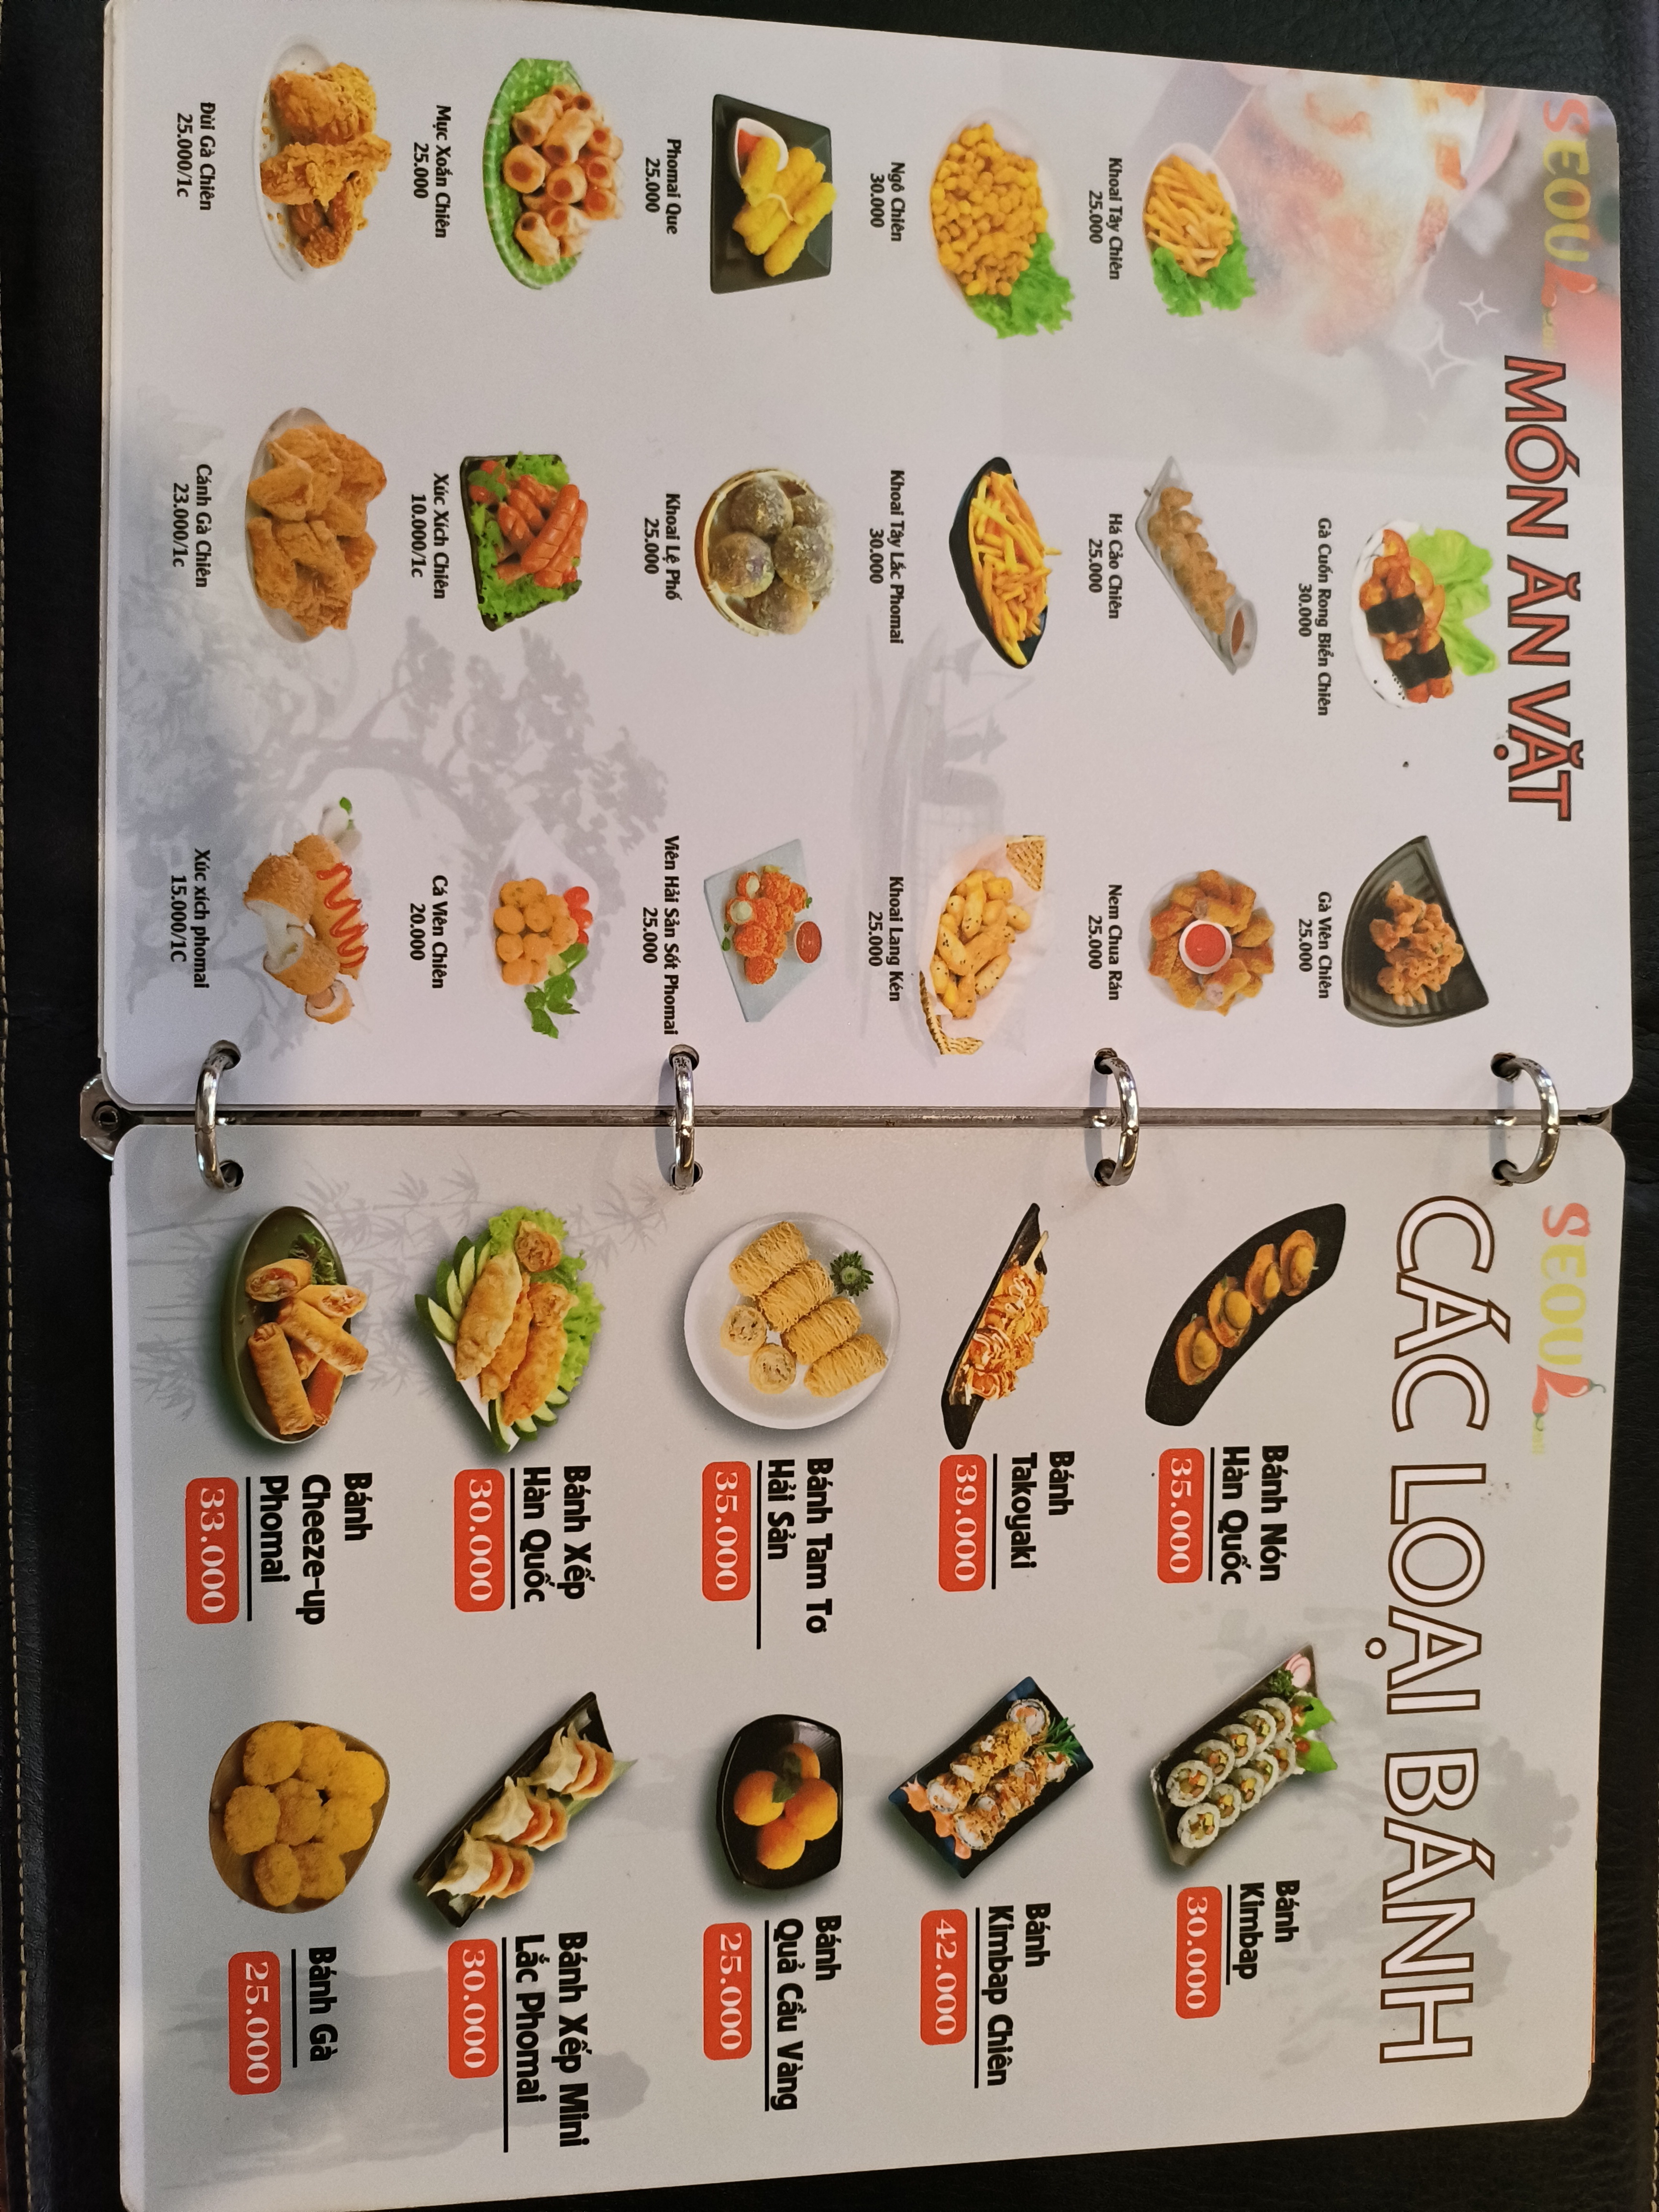 SEOUL Deli
MÓN ĂN VẶT
Gà Cuốn Rong Biển Chiên
30.000
Gà Viên Chiên
25.000
Khoai Tây Chiên
25.000
Há Cảo Chiên
25.000
Nem Chua Rán
25.000
Ngô Chiên
30.000
Khoai Tây Lắc Phomai
30.000
Khoai Lang Kén
25.000
Phomai Que
25.000
Khoai Lệ Phố
25.000
Viên Hải Sản Sốt Phomai
25.000
Mực Xoắn Chiên
25.000
Xúc Xích Chiên
10.000/1c
Cá Viên Chiên
20.000
Đùi Gà Chiên
25.000/1c
Cánh Gà Chiên
23.000/1c
Xúc xích phomai
15.000/1C
SEOUL Deli
CÁC LOẠI BÁNH
Bánh Nón
Hàn Quốc
35.000
Bánh
Kimbap
30.000
Bánh
Takoyaki
39.000
Bánh
Kimbap Chiên
42.000
Bánh Tam Tơ
Hải Sản
35.000
Bánh
Quả Cầu Vàng
25.000
Bánh Xếp
Hàn Quốc
30.000
Bánh Xếp Mini
Lắc Phomai
30.000
Bánh
Cheeze-up
Phomai
33.000
Bánh Gà
25.000